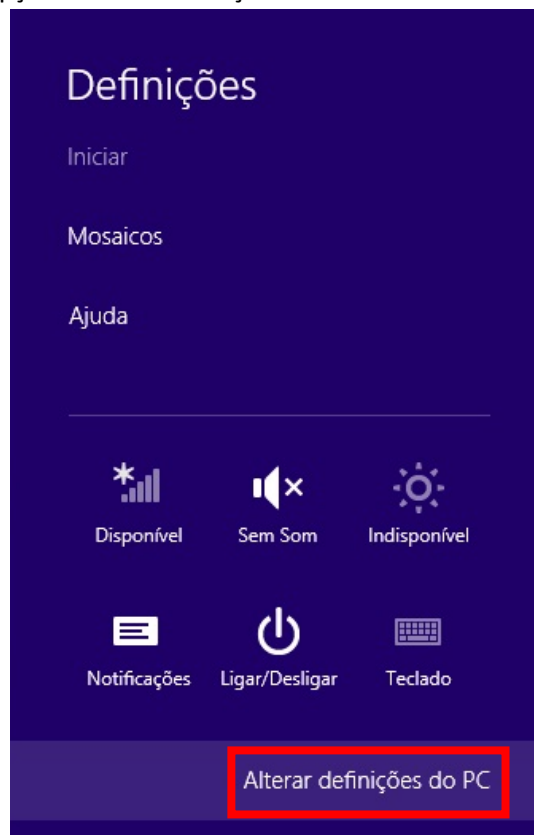 Definições
Iniciar
Mosaicos
Ajuda
Disponível Sem Som Indisponível
Notificações Ligar/Desligar Teclado
Alterar definições do PC